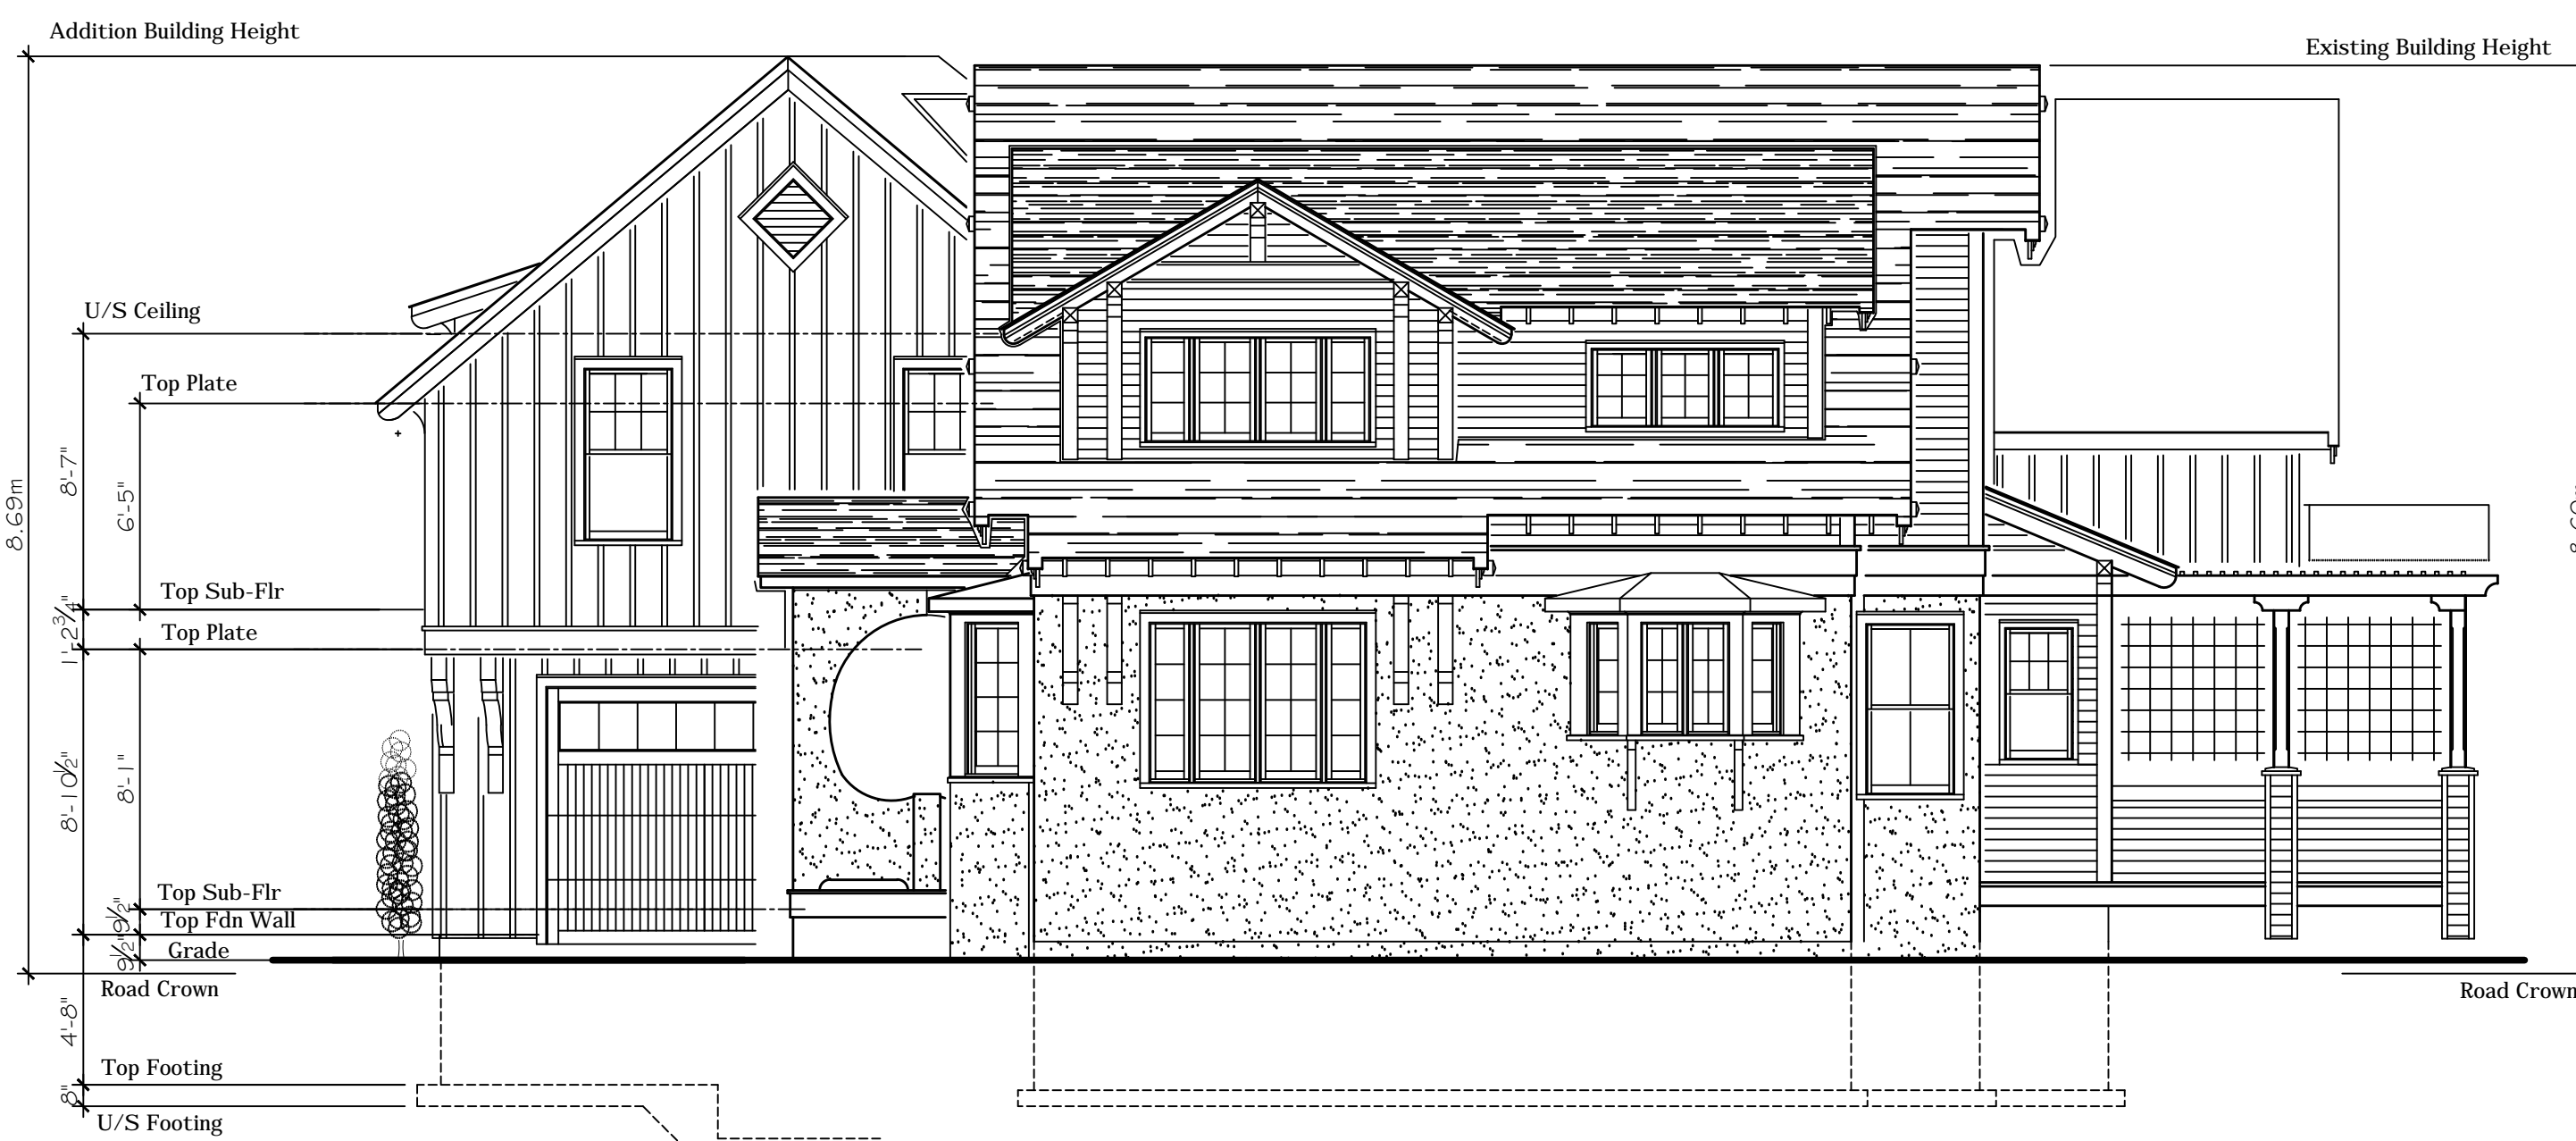 Addition Building Height
Existing Building Height
U/S Ceiling
Top Plate
8'-7"
6'-5"
8.69m
Top Sub-Flr
1'-2¾"
Top Plate
8'-10½"
8'-1"
Top Sub-Flr
9½"
Top Fdn Wall
9½"
Grade
Road Crown
Road Crown
4'-8"
Top Footing
8"
U/S Footing